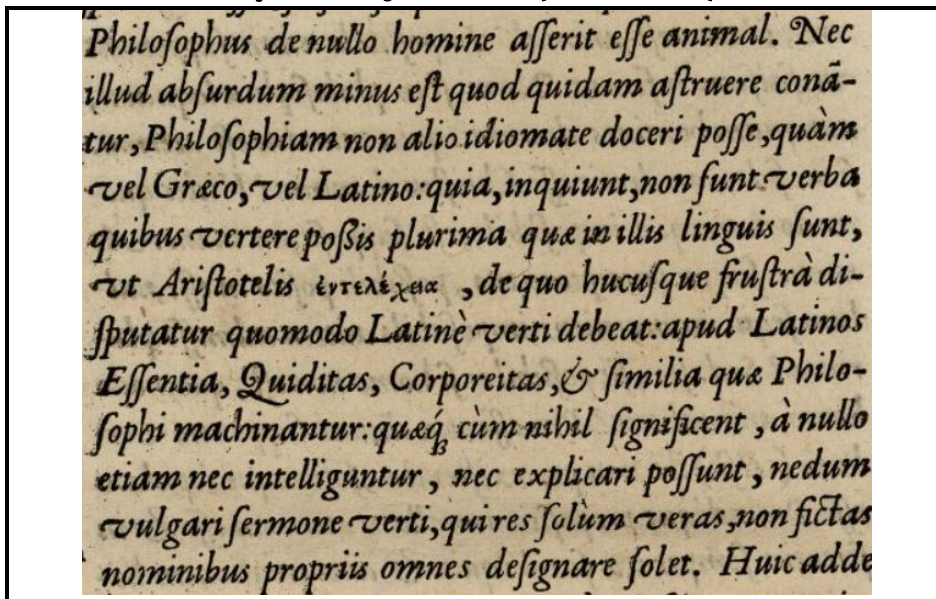 Philoſophus de nullo homine aſſerit eſſe animal. Nec
illud abſurdum minus eſt quod quidam aſtruere conã-
tur, Philoſophiam non alio idiomate doceri poſſe, quàm
vel Græco, vel Latino: quia, inquiunt, non ſunt verba
quibus vertere poßis plurima quæ in illis linguis ſunt,
vt Ariſtotelis ἐντελέχεια , de quo hucuſque fruſtrà di-
ſputatur quomodo Latinè verti debeat: apud Latinos
Eſſentia, Quiditas, Corporeitas, & ſimilia quæ Philo-
ſophi machinantur: quæq́; cùm nihil ſignificent , à nullo
etiam nec intelliguntur , nec explicari poſſunt , nedum
vulgari ſermone verti, qui res ſolùm veras, non fictas
nominibus propriis omnes deſignare ſolet. Huic adde